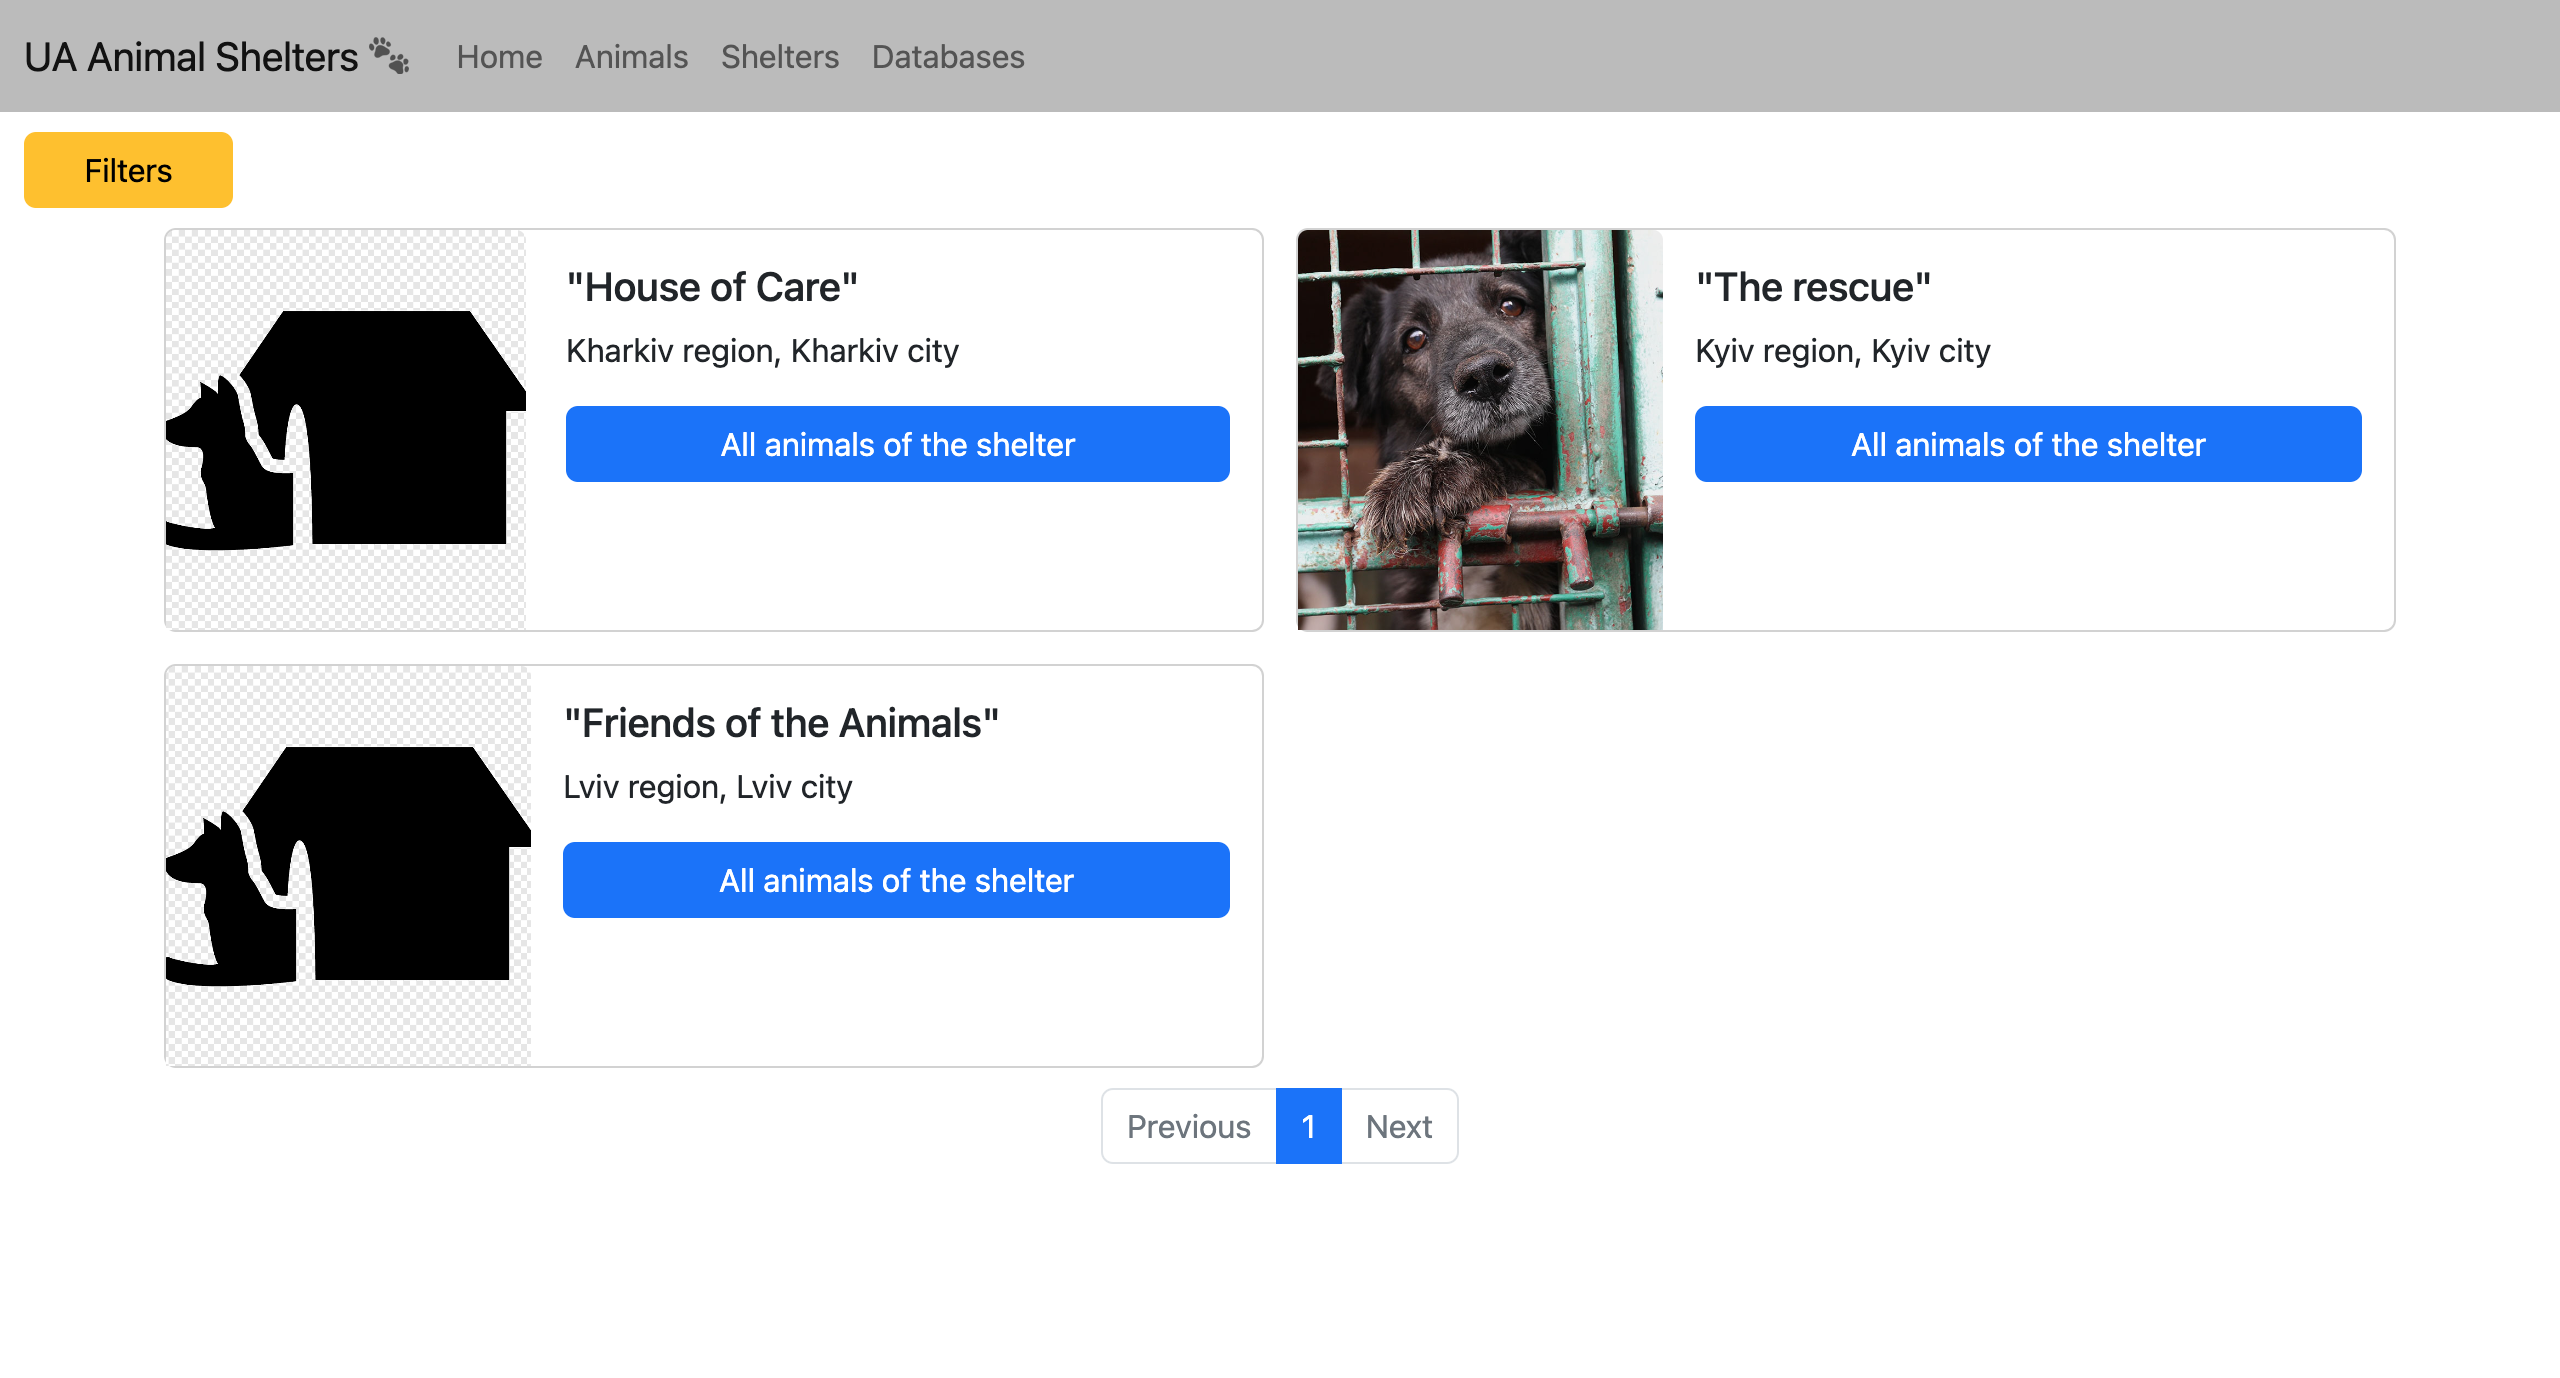 UA Animal Shelters 🐾 Home Animals Shelters Databases
Filters
"House of Care"
Kharkiv region, Kharkiv city
All animals of the shelter
"The rescue"
Kyiv region, Kyiv city
All animals of the shelter
"Friends of the Animals"
Lviv region, Lviv city
All animals of the shelter
Previous 1 Next